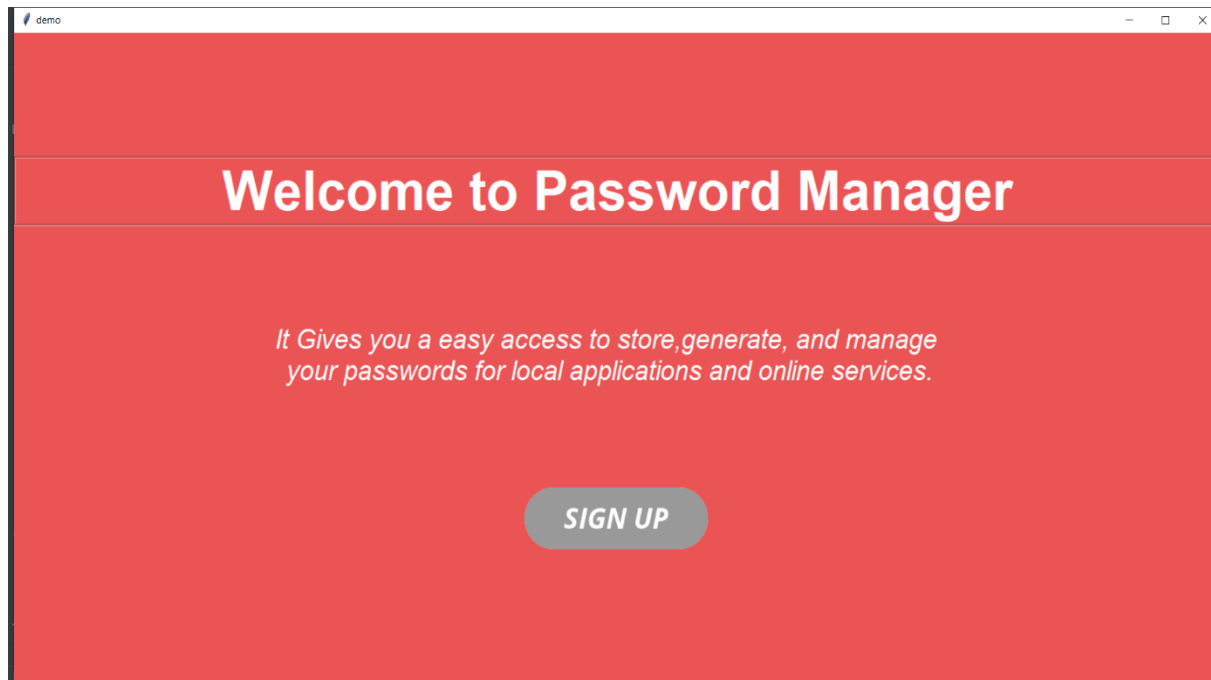 demo
Welcome to Password Manager
It Gives you a easy access to store,generate, and manage
your passwords for local applications and online services.
SIGN UP